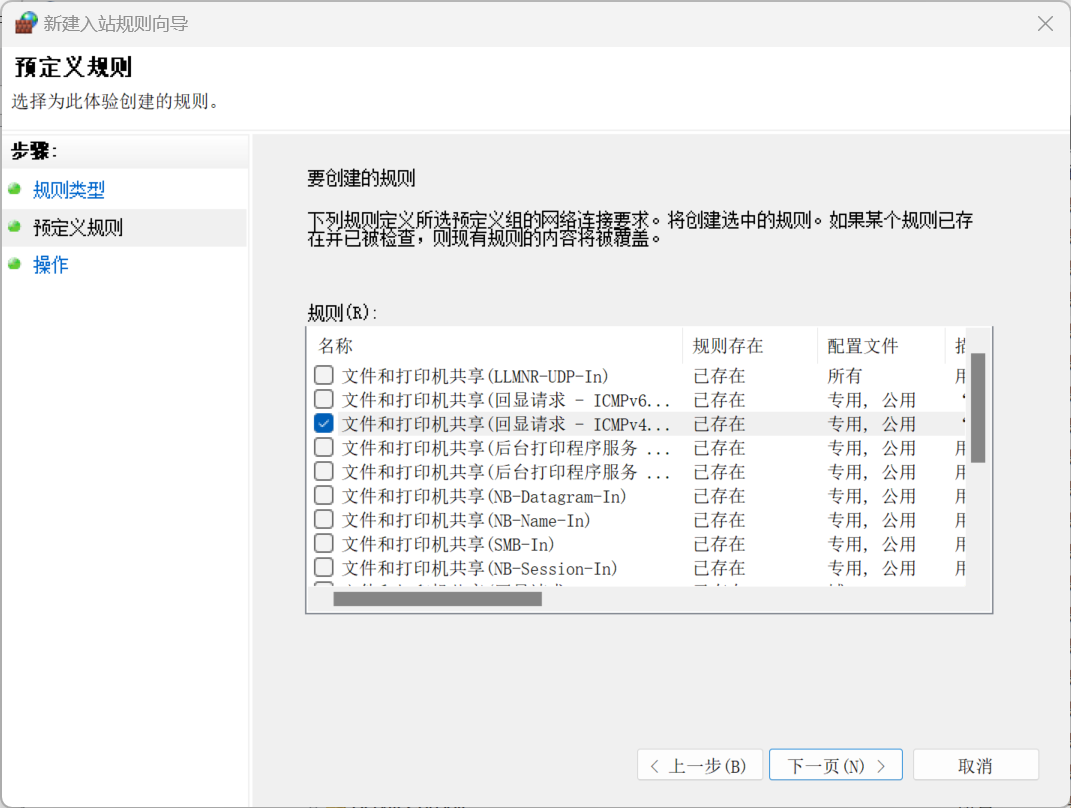 新建入站规则向导
预定义规则
选择为此体验创建的规则。
步骤:
规则类型
预定义规则
操作
要创建的规则
下列规则定义所选预定义组的网络连接要求。将创建选中的规则。如果某个规则已存
在并已被检查，则现有规则的内容将被覆盖。
规则(R):
名称 规则存在 配置文件
文件和打印机共享(LLMNR-UDP-In) 已存在 所有 用
文件和打印机共享(回显请求 - ICMPv6... 已存在 专用, 公用 “
文件和打印机共享(回显请求 - ICMPv4... 已存在 专用, 公用 “
文件和打印机共享(后台打印程序服务 ... 已存在 专用, 公用 用
文件和打印机共享(后台打印程序服务 ... 已存在 专用, 公用 用
文件和打印机共享(NB-Datagram-In) 已存在 专用, 公用 用
文件和打印机共享(NB-Name-In) 已存在 专用, 公用 用
文件和打印机共享(SMB-In) 已存在 专用, 公用 用
文件和打印机共享(NB-Session-In) 已存在 专用, 公用 用
< 上一步(B) 下一页(N) > 取消